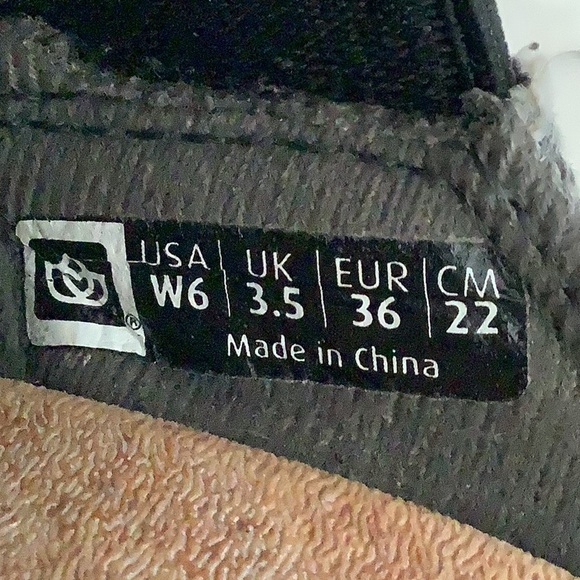 USA | UK | EUR | CM
W6 | 3.5 | 36 | 22
Made in China
®